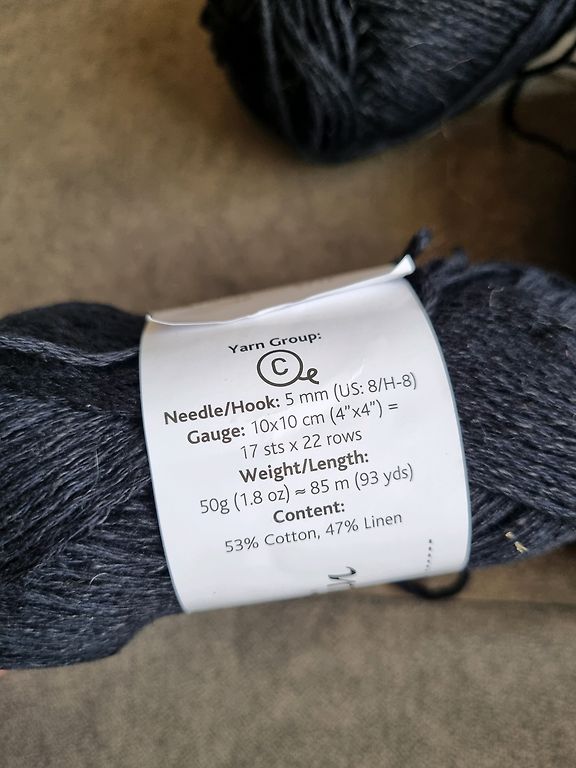 Yarn Group:
C
Needle/Hook: 5 mm (US: 8/H-8)
Gauge: 10x10 cm (4”x4”) =
17 sts x 22 rows
Weight/Length:
50g (1.8 oz) ≈ 85 m (93 yds)
Content:
53% Cotton, 47% Linen